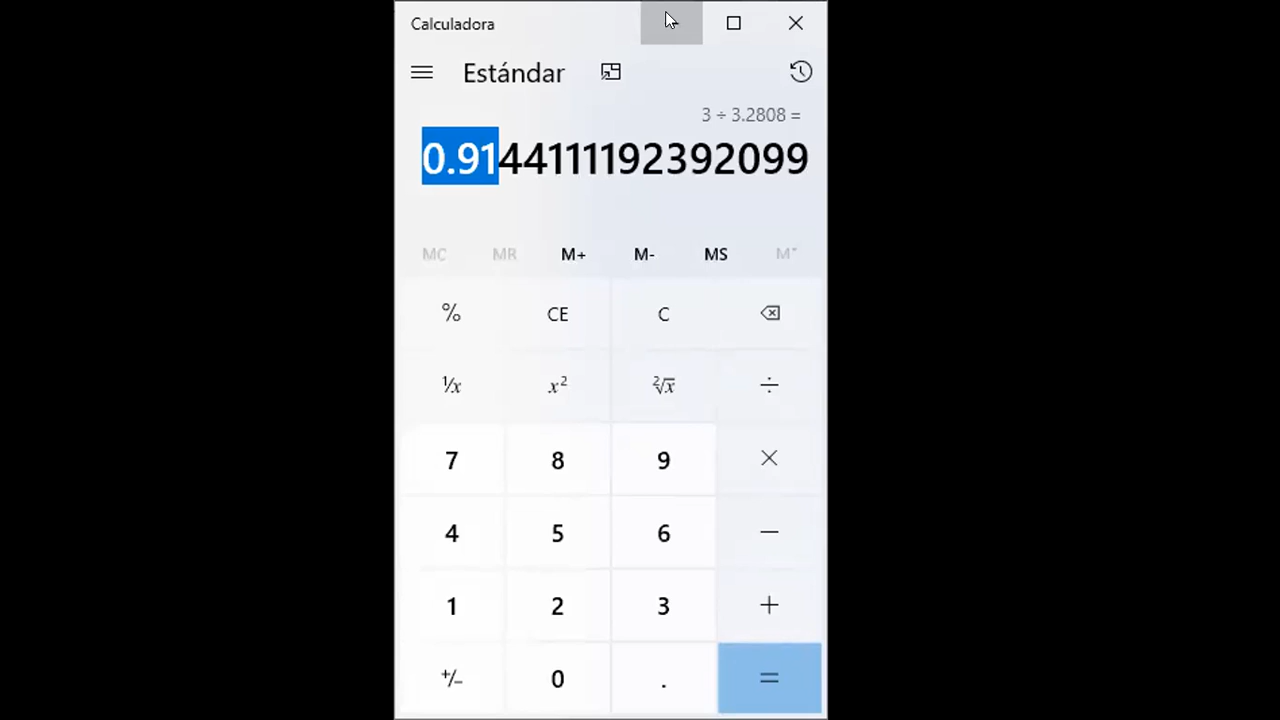 Calculadora
Estándar
3 ÷ 3.2808 =
0.9144111192392099
MC MR M+ M- MS M˅
% CE C
¹/x x² ²√x ÷
7 8 9 ×
4 5 6 −
1 2 3 +
+/− 0 . =